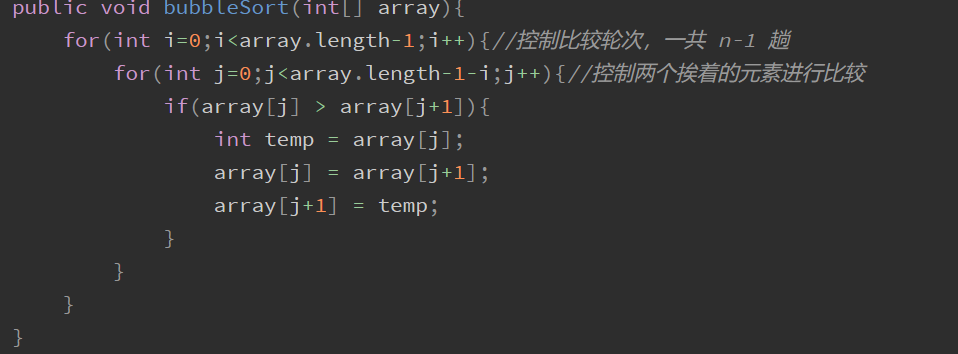 public void bubbleSort(int[] array){
    for(int i=0;i<array.length-1;i++){//控制比较轮次，一共 n-1 趟
        for(int j=0;j<array.length-1-i;j++){//控制两个挨着的元素进行比较
            if(array[j] > array[j+1]){
                int temp = array[j];
                array[j] = array[j+1];
                array[j+1] = temp;
            }
        }
    }
}